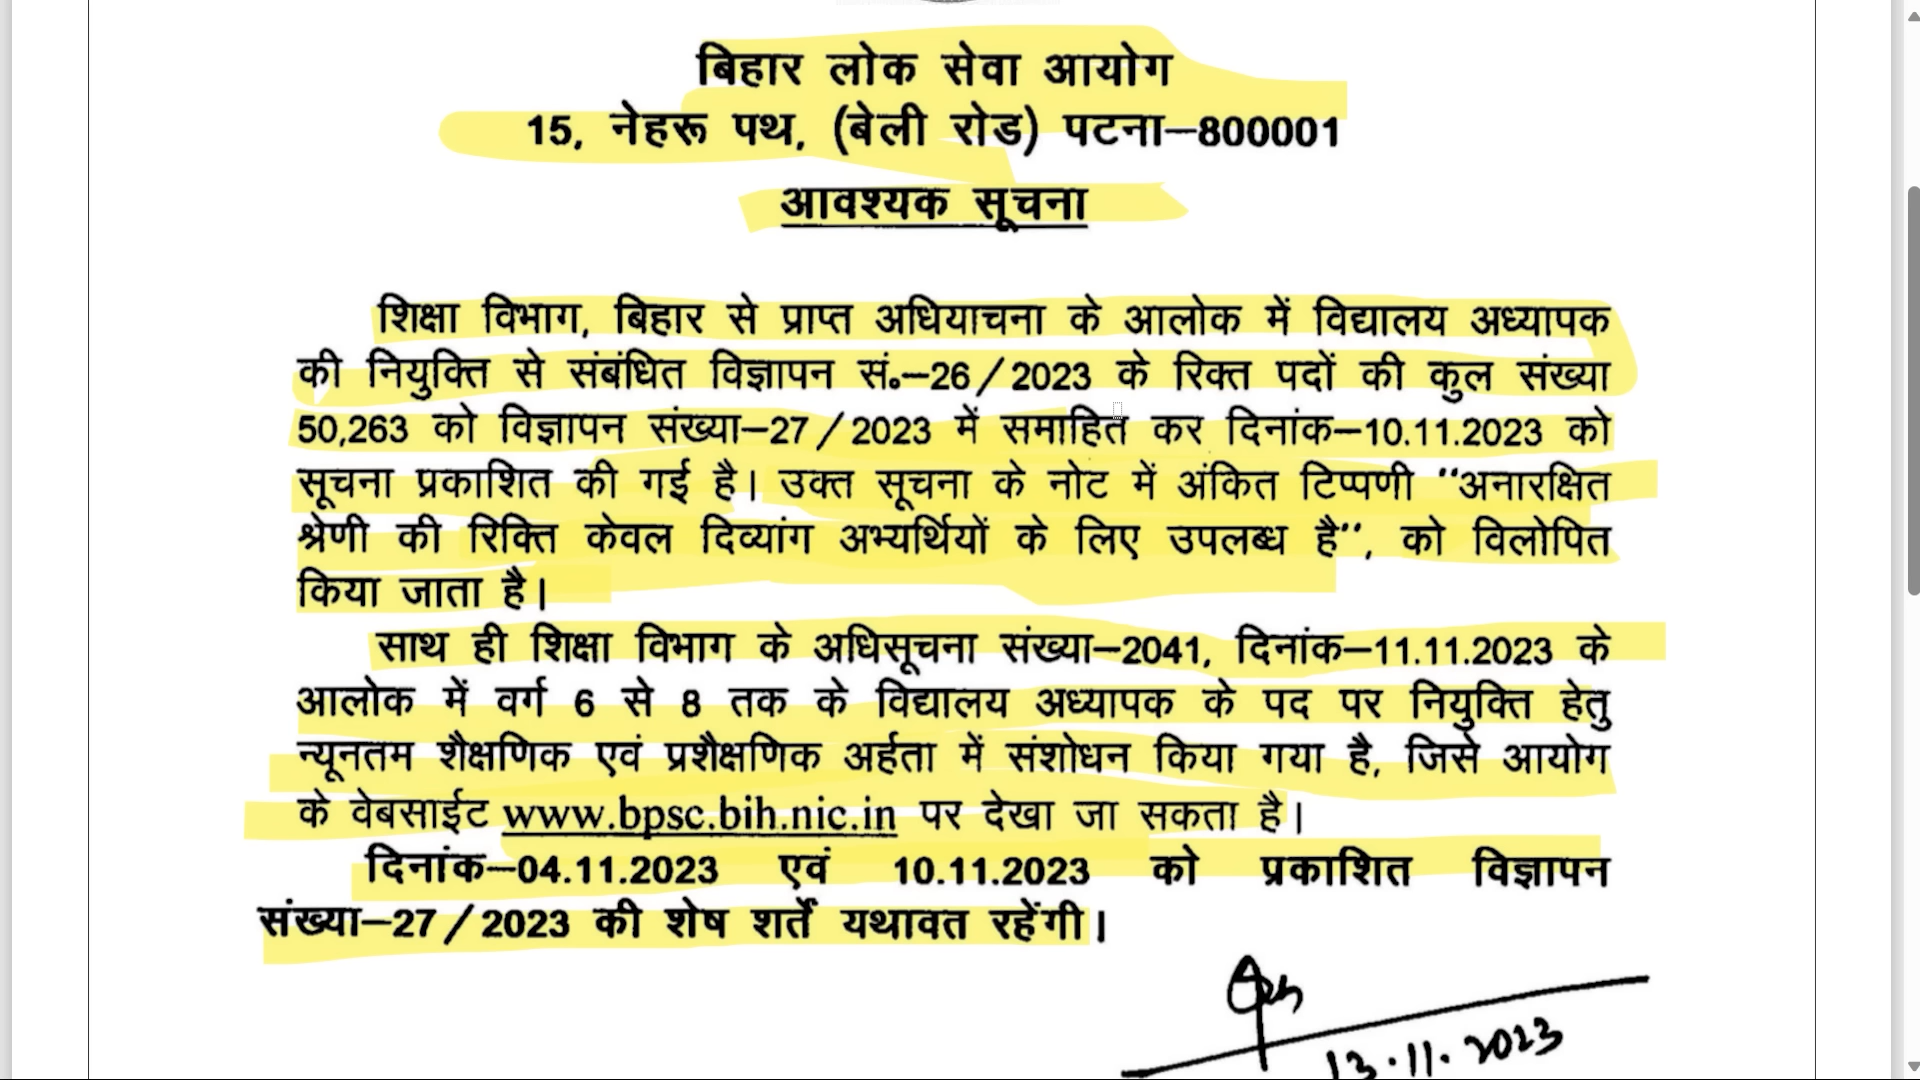 बिहार लोक सेवा आयोग
15, नेहरू पथ, (बेली रोड) पटना–800001
आवश्यक सूचना
शिक्षा विभाग, बिहार से प्राप्त अधियाचना के आलोक में विद्यालय अध्यापक
की नियुक्ति से संबंधित विज्ञापन सं.–26/2023 के रिक्त पदों की कुल संख्या
50,263 को विज्ञापन संख्या–27/2023 में समाहित कर दिनांक–10.11.2023 को
सूचना प्रकाशित की गई है। उक्त सूचना के नोट में अंकित टिप्पणी “अनारक्षित
श्रेणी की रिक्ति केवल दिव्यांग अभ्यर्थियों के लिए उपलब्ध है”, को विलोपित
किया जाता है।
साथ ही शिक्षा विभाग के अधिसूचना संख्या–2041, दिनांक–11.11.2023 के
आलोक में वर्ग 6 से 8 तक के विद्यालय अध्यापक के पद पर नियुक्ति हेतु
न्यूनतम शैक्षणिक एवं प्रशैक्षणिक अर्हता में संशोधन किया गया है, जिसे आयोग
के वेबसाईट www.bpsc.bih.nic.in पर देखा जा सकता है।
दिनांक–04.11.2023 एवं 10.11.2023 को प्रकाशित विज्ञापन
संख्या–27/2023 की शेष शर्तें यथावत रहेंगी।
13.11.2023